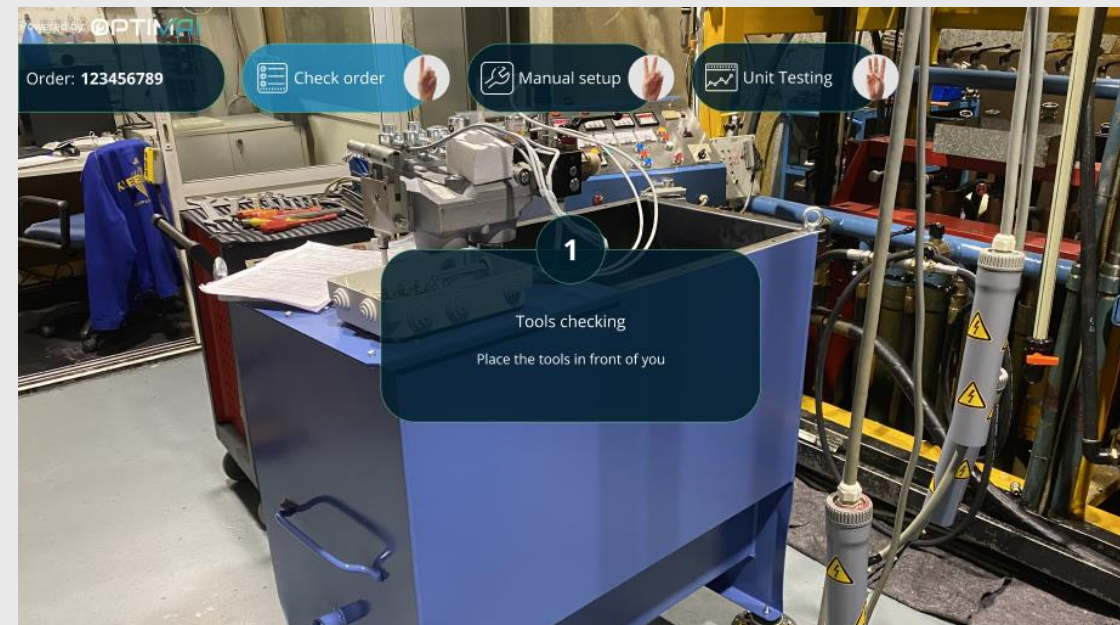 Powered by OPTIMAI
Order: 123456789
Check order
Manual setup
Unit Testing
1
Tools checking
Place the tools in front of you